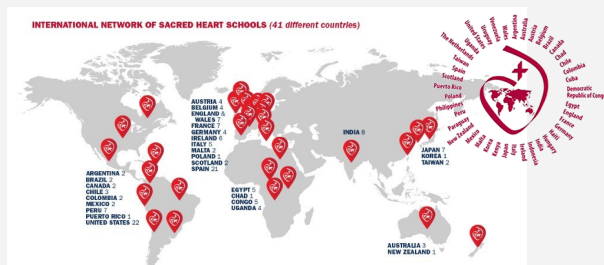 INTERNATIONAL NETWORK OF SACRED HEART SCHOOLS (41 different countries)
AUSTRIA 4
BELGIUM 4
ENGLAND &
WALES 7
FRANCE 7
GERMANY 4
IRELAND 6
ITALY 5
MALTA 2
POLAND 1
SCOTLAND 2
SPAIN 21
INDIA 8
JAPAN 7
KOREA 1
TAIWAN 2
ARGENTINA 2
BRAZIL 2
CANADA 2
CHILE 3
COLOMBIA 2
MEXICO 2
PERU 7
PUERTO RICO 1
UNITED STATES 22
EGYPT 5
CHAD 1
CONGO 5
UGANDA 4
AUSTRALIA 3
NEW ZEALAND 1
Argentina
Australia
Austria
Belgium
Brazil
Canada
Chad
Chile
Colombia
Cuba
Democratic
Republic of Congo
Egypt
England
France
Germany
Haiti
Hungary
India
Indonesia
Ireland
Italy
Japan
Kenya
Korea
Malta
Mexico
New Zealand
Paraguay
Peru
Philippines
Poland
Puerto Rico
Scotland
Spain
Taiwan
The Netherlands
Uganda
United States
Uruguay
Venezuela
Wales